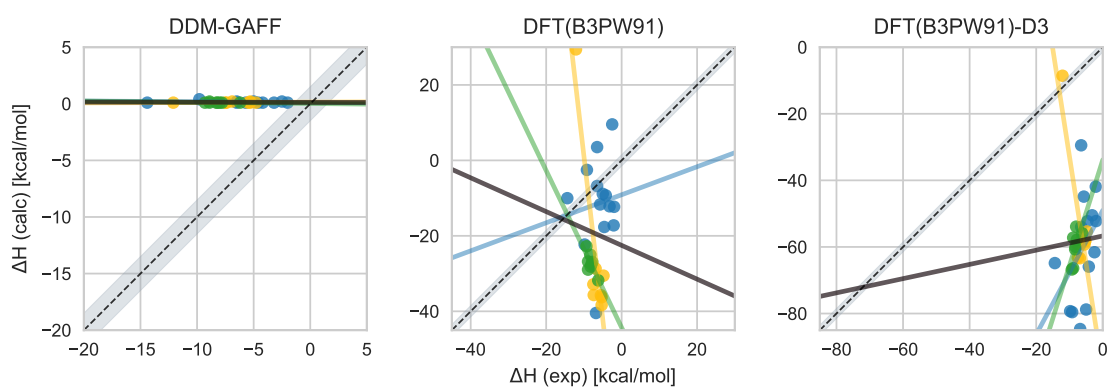 DDM-GAFF
DFT(B3PW91)
DFT(B3PW91)-D3
ΔH (calc) [kcal/mol]
5
0
−5
−10
−15
−20
−20 −15 −10 −5 0 5
20
0
−20
−40
−40 −20 0 20
0
−20
−40
−60
−80
−80 −60 −40 −20 0
ΔH (exp) [kcal/mol]